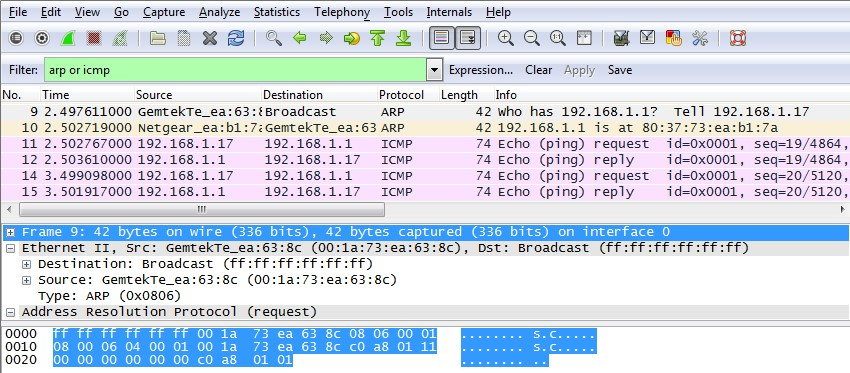 File Edit View Go Capture Analyze Statistics Telephony Tools Internals Help
Filter: arp or icmp Expression... Clear Apply Save
No. Time Source Destination Protocol Length Info
9 2.497611000 GemtekTe_ea:63:8 Broadcast ARP 42 Who has 192.168.1.1? Tell 192.168.1.17
10 2.502719000 Netgear_ea:b1:7a GemtekTe_ea:63 ARP 42 192.168.1.1 is at 80:37:73:ea:b1:7a
11 2.502767000 192.168.1.17 192.168.1.1 ICMP 74 Echo (ping) request id=0x0001, seq=19/4864,
12 2.503610000 192.168.1.1 192.168.1.17 ICMP 74 Echo (ping) reply id=0x0001, seq=19/4864,
14 3.499098000 192.168.1.17 192.168.1.1 ICMP 74 Echo (ping) request id=0x0001, seq=20/5120,
15 3.501917000 192.168.1.1 192.168.1.17 ICMP 74 Echo (ping) reply id=0x0001, seq=20/5120,
Frame 9: 42 bytes on wire (336 bits), 42 bytes captured (336 bits) on interface 0
Ethernet II, Src: GemtekTe_ea:63:8c (00:1a:73:ea:63:8c), Dst: Broadcast (ff:ff:ff:ff:ff:ff)
Destination: Broadcast (ff:ff:ff:ff:ff:ff)
Source: GemtekTe_ea:63:8c (00:1a:73:ea:63:8c)
Type: ARP (0x0806)
Address Resolution Protocol (request)
0000 ff ff ff ff ff ff 00 1a 73 ea 63 8c 08 06 00 01 ........ s.c.....
0010 08 00 06 04 00 01 00 1a 73 ea 63 8c c0 a8 01 11 ........ s.c.....
0020 00 00 00 00 00 00 c0 a8 01 01 ........ ..